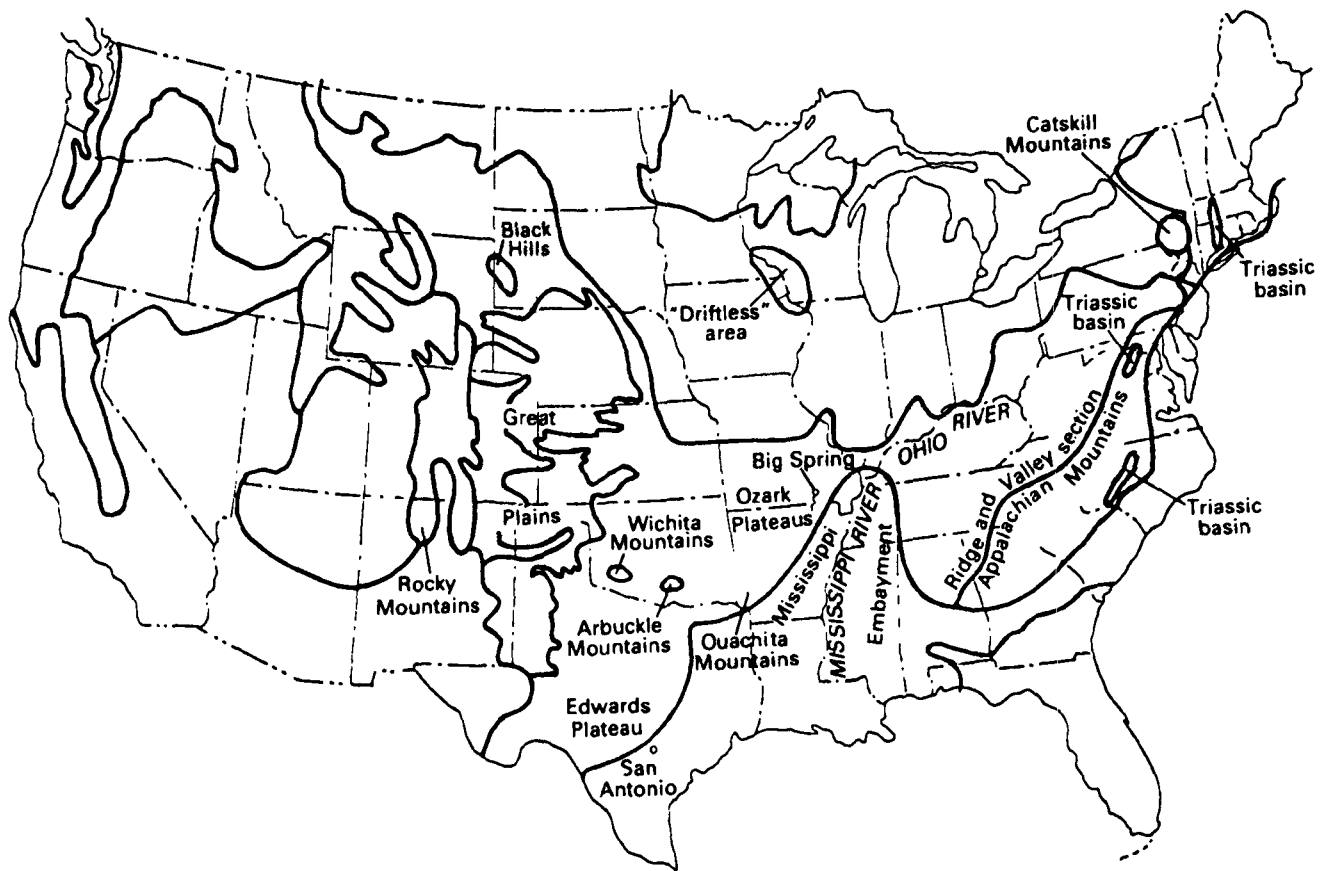 Catskill
Mountains
Black
Hills
Triassic
basin
"Driftless"
area
Triassic
basin
Great
OHIO RIVER
Big Spring
Ridge and Valley section
Appalachian Mountains
Ozark
Plateaus
Plains
Wichita
Mountains
Triassic
basin
Mississippi
MISSISSIPPI RIVER
Embayment
Rocky
Mountains
Arbuckle
Mountains
Ouachita
Mountains
Edwards
Plateau
San
Antonio